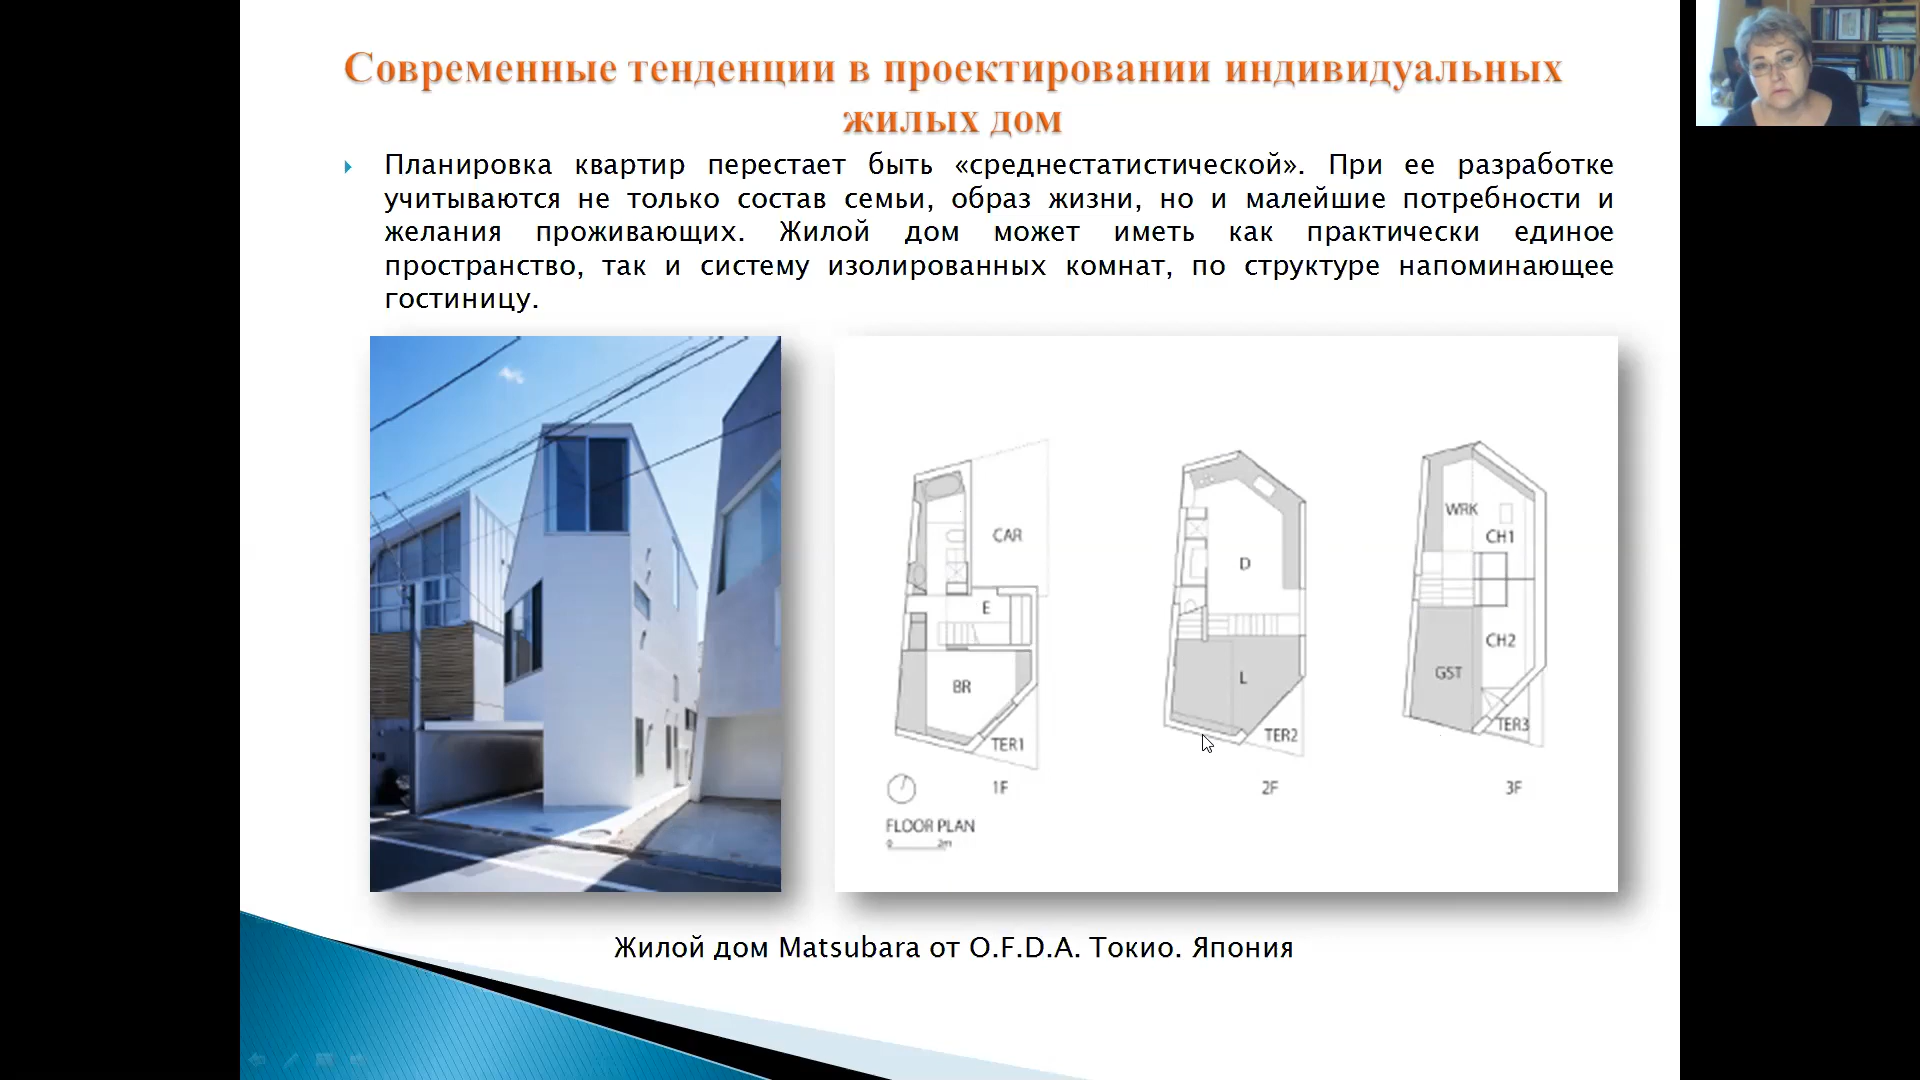 Современные тенденции в проектировании индивидуальных
жилых дом
Планировка квартир перестает быть «среднестатистической». При ее разработке
учитываются не только состав семьи, образ жизни, но и малейшие потребности и
желания проживающих. Жилой дом может иметь как практически единое
пространство, так и систему изолированных комнат, по структуре напоминающее
гостиницу.
CAR
E
BR
TER1
1F
D
L
TER2
2F
WRK
CH1
CH2
GST
TER3
3F
FLOOR PLAN
0 2m
Жилой дом Matsubara от O.F.D.A. Токио. Япония